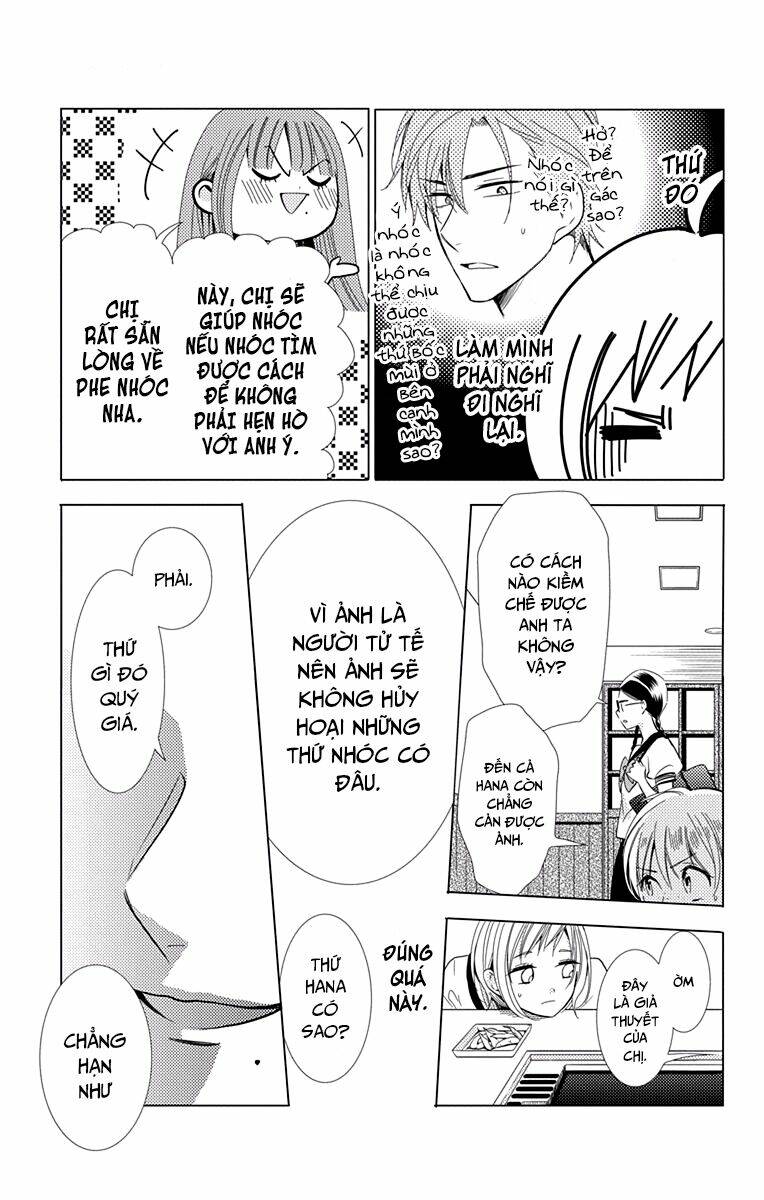 THỨ
ĐÓ
HỞ?
ĐỂ
TRÊN
GÁC
SAO?
NHÓC
NÓI GÌ
THẾ?
Ý
NHÓC
LÀ NHÓC
KHÔNG
THỂ CHỊU
ĐƯỢC
NHỮNG
THỨ BỐC
MÙI Ở
BÊN
CẠNH
MÌNH
SAO?
LÀM MÌNH
PHẢI NGHĨ
ĐI NGHĨ
LẠI.
NÀY, CHỊ SẼ
GIÚP NHÓC
NẾU NHÓC TÌM
ĐƯỢC CÁCH
ĐỂ KHÔNG
PHẢI HẸN HÒ
VỚI ANH Ý.
CHỊ
RẤT SẴN
LÒNG VỀ
PHE NHÓC
NHA.
CÓ CÁCH
NÀO KIỀM
CHẾ ĐƯỢC
ANH TA
KHÔNG
VẬY?
ĐẾN CẢ
HANA CÒN
CHẲNG
CẢN ĐƯỢC
ẢNH.
VÌ ẢNH LÀ
NGƯỜI TỬ TẾ
NÊN ẢNH SẼ
KHÔNG HỦY
HOẠI NHỮNG
THỨ NHÓC CÓ
ĐÂU.
PHẢI.
THỨ
GÌ ĐÓ
QUÝ
GIÁ.
ỜM
ĐÂY
LÀ GIẢ
THUYẾT
CỦA
CHỊ.
ĐÚNG
QUÁ
NÀY.
THỨ
HANA
CÓ
SAO?
CHẲNG
HẠN
NHƯ